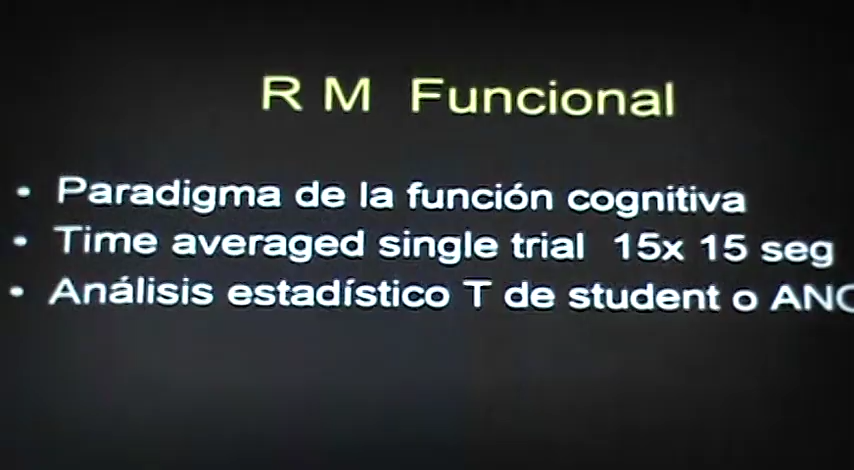 R M Funcional
• Paradigma de la función cognitiva
• Time averaged single trial 15x 15 seg
• Análisis estadístico T de student o